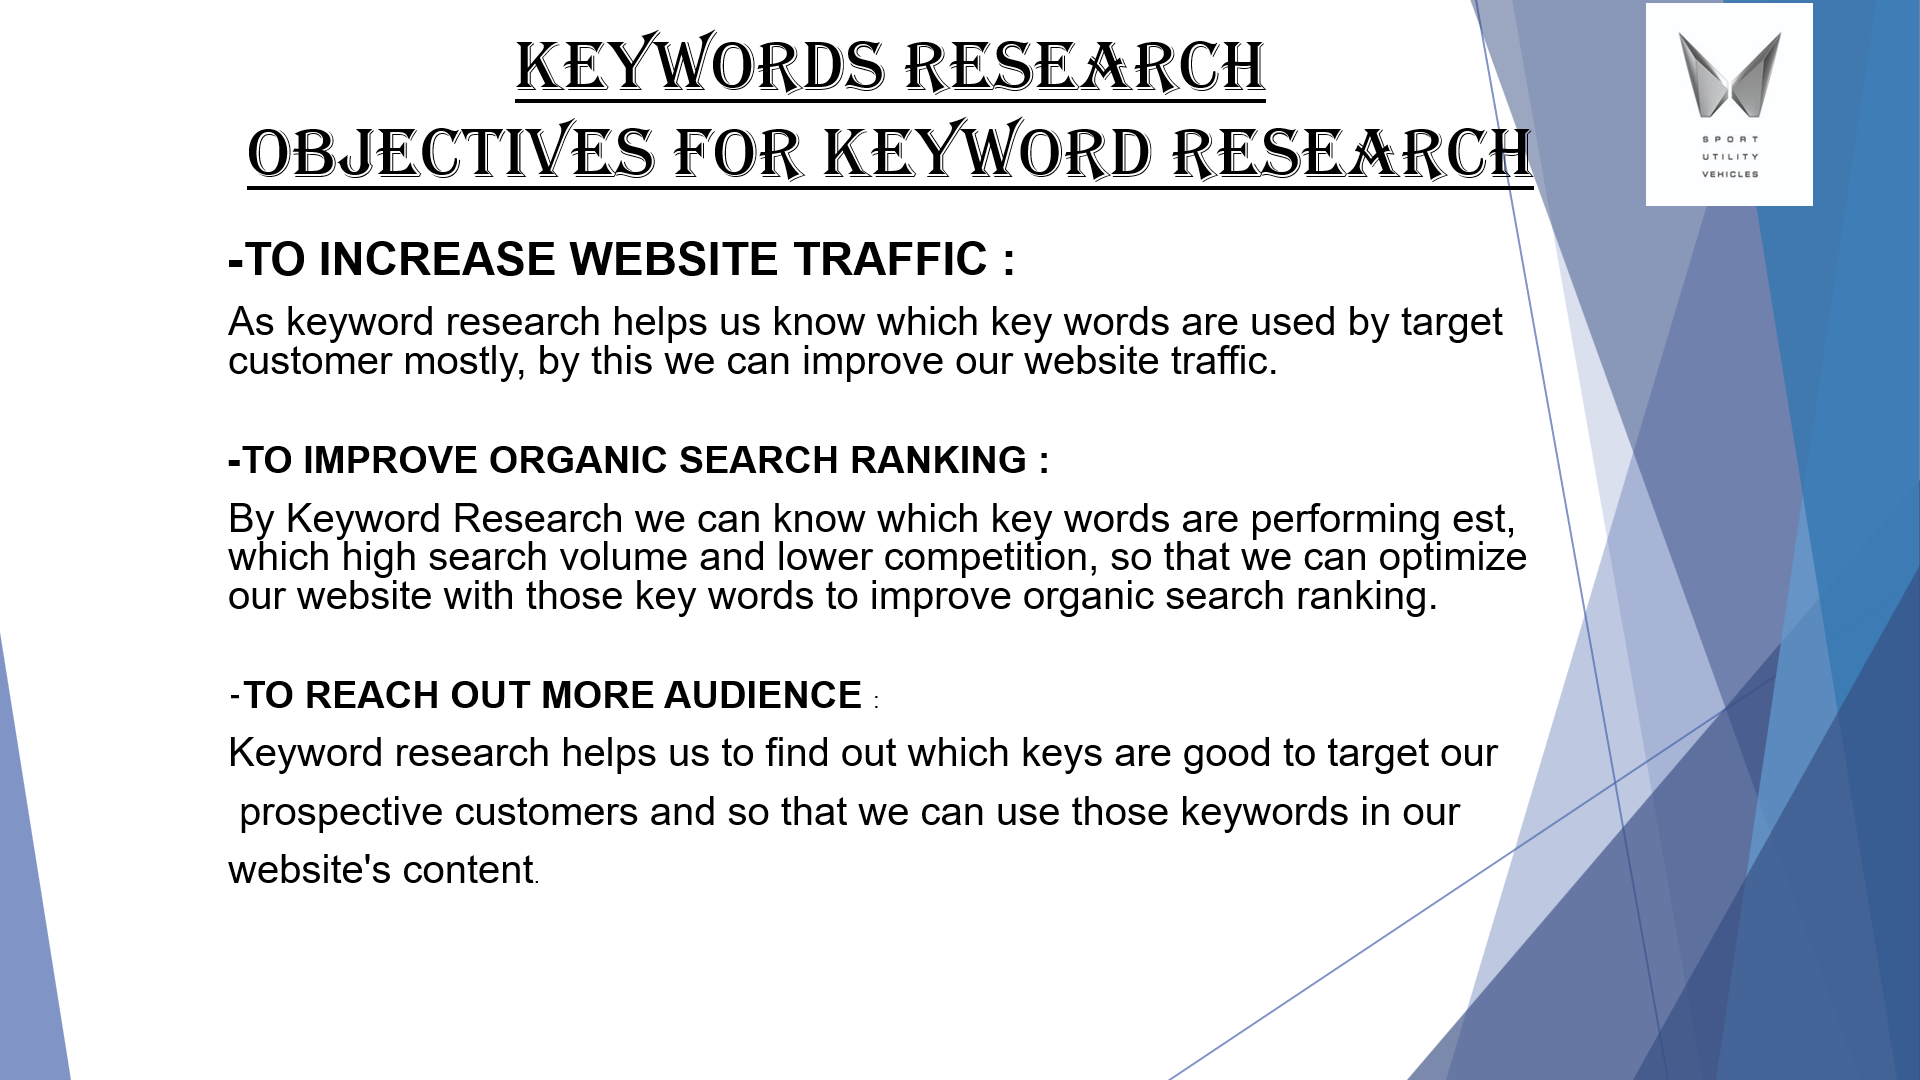 KEYWORDS RESEARCH
OBJECTIVES FOR KEYWORD RESEARCH
SPORT
UTILITY
VEHICLES
-TO INCREASE WEBSITE TRAFFIC :
As keyword research helps us know which key words are used by target
customer mostly, by this we can improve our website traffic.
-TO IMPROVE ORGANIC SEARCH RANKING :
By Keyword Research we can know which key words are performing est,
which high search volume and lower competition, so that we can optimize
our website with those key words to improve organic search ranking.
-TO REACH OUT MORE AUDIENCE :
Keyword research helps us to find out which keys are good to target our
prospective customers and so that we can use those keywords in our
website's content.